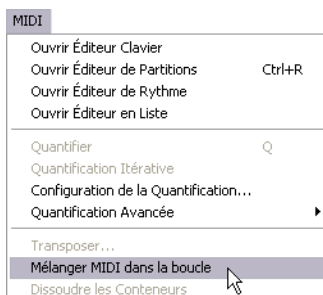 MIDI
Ouvrir Éditeur Clavier
Ouvrir Éditeur de Partitions Ctrl+R
Ouvrir Éditeur de Rythme
Ouvrir Éditeur en Liste
Quantifier Q
Quantification Itérative
Configuration de la Quantification...
Quantification Avancée
Transposer...
Mélanger MIDI dans la boucle
Dissoudre les Conteneurs